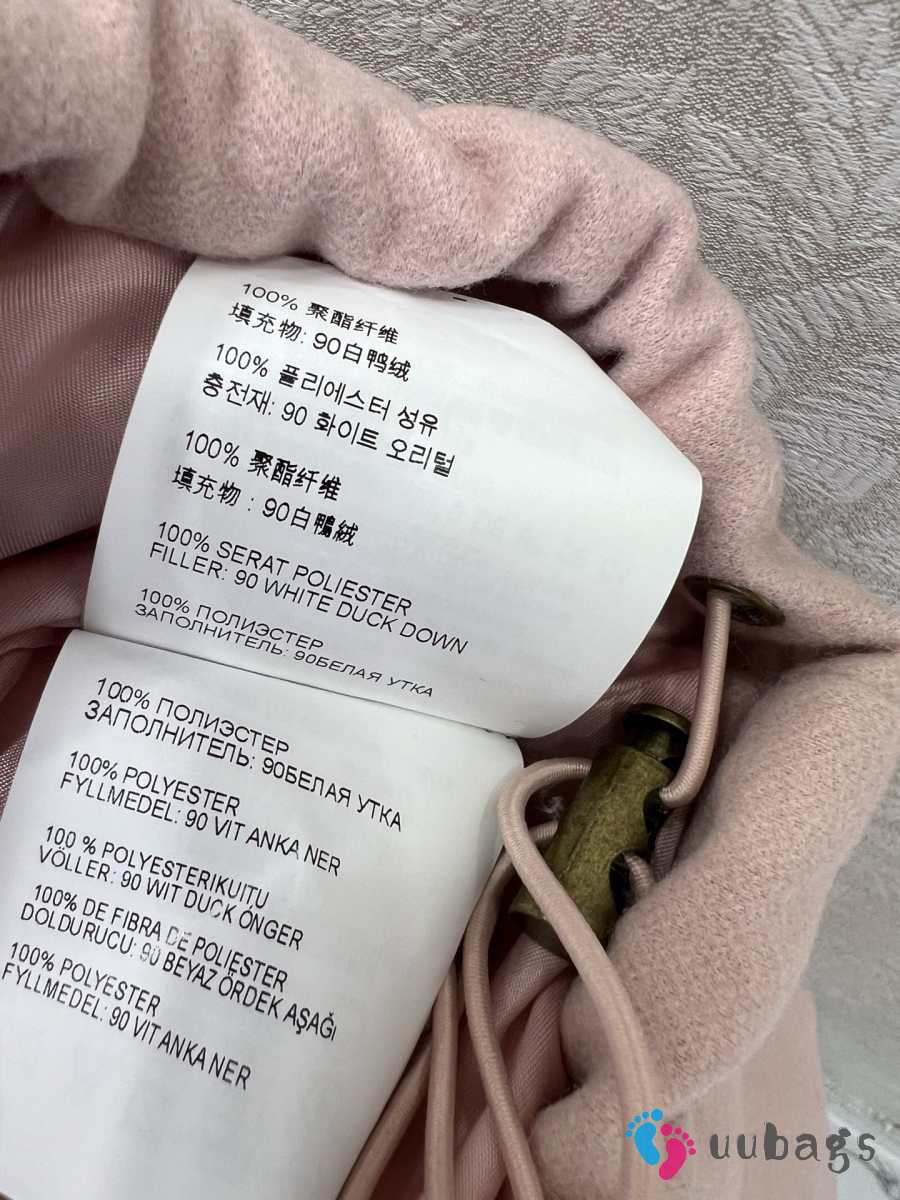 100% 聚酯纤维
填充物: 90白鸭绒
100% 폴리에스터 성유
충전재: 90 화이트 오리털
100% 聚酯纤维
填充物：90白鴨絨
100% SERAT POLIESTER
FILLER: 90 WHITE DUCK DOWN
100% ПОЛИЭСТЕР
ЗАПОЛНИТЕЛЬ: 90БЕЛАЯ УТКА
100% ПОЛИЭСТЕР
ЗАПОЛНИТЕЛЬ: 90БЕЛАЯ УТКА
100% POLYESTER
FYLLMEDEL: 90 VIT ANKA NER
100 % POLYESTERIKUITU
VÖLLER: 90 WIT DUCK ÖNGER
100% DE FIBRA DE POLIESTER
DOLDURUCU: 90 BEYAZ ÖRDEK AŞAĞı
100% POLYESTER
FYLLMEDEL: 90 VIT ANKA NER
uubags